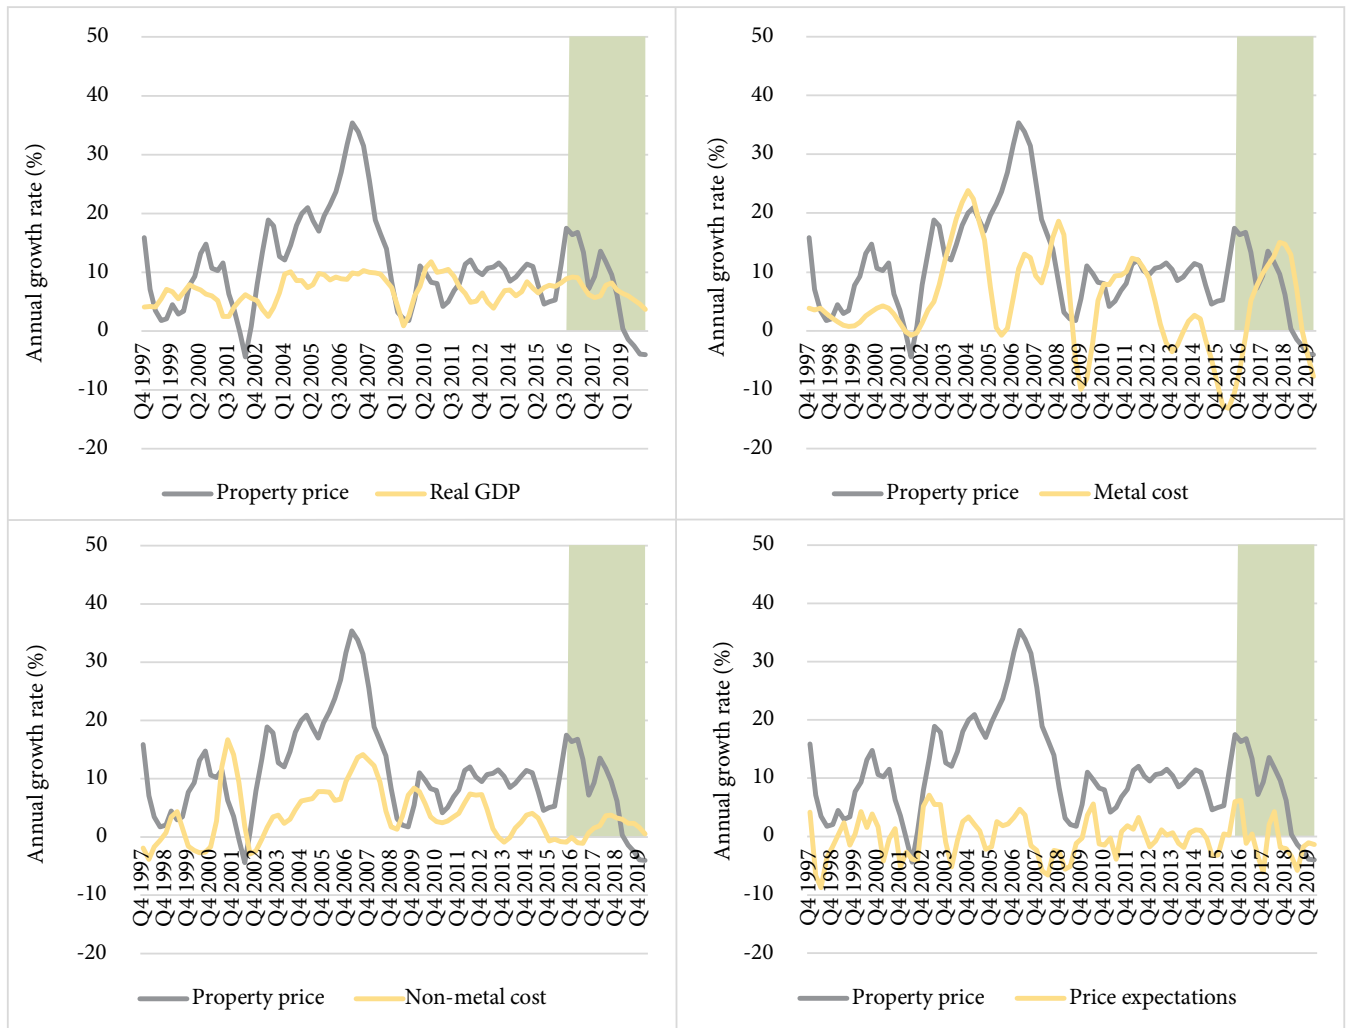 Annual growth rate (%)
50
40
30
20
10
0
-10
-20
Q4 1997
Q1 1999
Q2 2000
Q3 2001
Q4 2002
Q1 2004
Q2 2005
Q3 2006
Q4 2007
Q1 2009
Q2 2010
Q3 2011
Q4 2012
Q1 2014
Q2 2015
Q3 2016
Q4 2017
Q1 2019
Property price
Real GDP
Annual growth rate (%)
50
40
30
20
10
0
-10
-20
Q4 1997
Q4 1998
Q4 1999
Q4 2000
Q4 2001
Q4 2002
Q4 2003
Q4 2004
Q4 2005
Q4 2006
Q4 2007
Q4 2008
Q4 2009
Q4 2010
Q4 2011
Q4 2012
Q4 2013
Q4 2014
Q4 2015
Q4 2016
Q4 2017
Q4 2018
Q4 2019
Property price
Metal cost
Annual growth rate (%)
50
40
30
20
10
0
-10
-20
Q4 1997
Q4 1998
Q4 1999
Q4 2000
Q4 2001
Q4 2002
Q4 2003
Q4 2004
Q4 2005
Q4 2006
Q4 2007
Q4 2008
Q4 2009
Q4 2010
Q4 2011
Q4 2012
Q4 2013
Q4 2014
Q4 2015
Q4 2016
Q4 2017
Q4 2018
Q4 2019
Property price
Non-metal cost
Annual growth rate (%)
50
40
30
20
10
0
-10
-20
Q4 1997
Q4 1998
Q4 1999
Q4 2000
Q4 2001
Q4 2002
Q4 2003
Q4 2004
Q4 2005
Q4 2006
Q4 2007
Q4 2008
Q4 2009
Q4 2010
Q4 2011
Q4 2012
Q4 2013
Q4 2014
Q4 2015
Q4 2016
Q4 2017
Q4 2018
Q4 2019
Property price
Price expectations